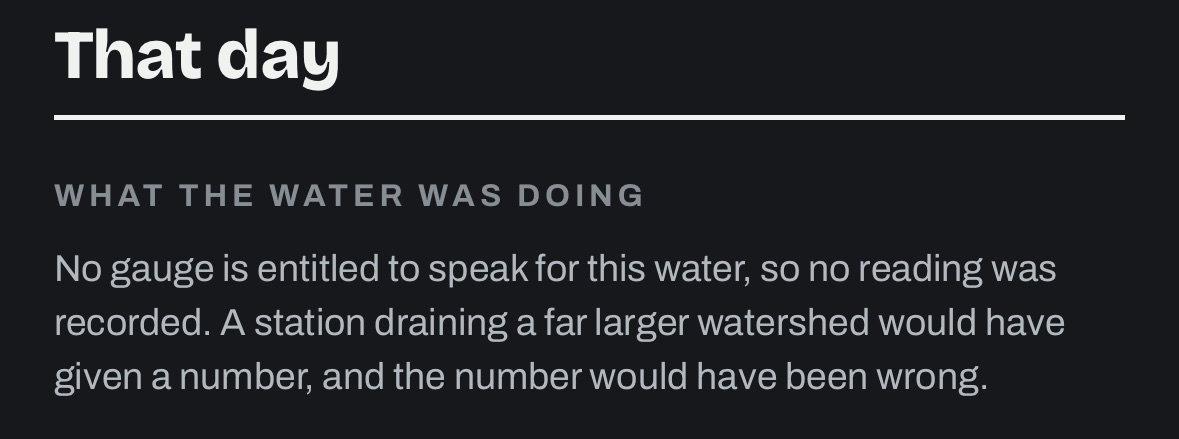 That day
WHAT THE WATER WAS DOING
No gauge is entitled to speak for this water, so no reading was
recorded. A station draining a far larger watershed would have
given a number, and the number would have been wrong.